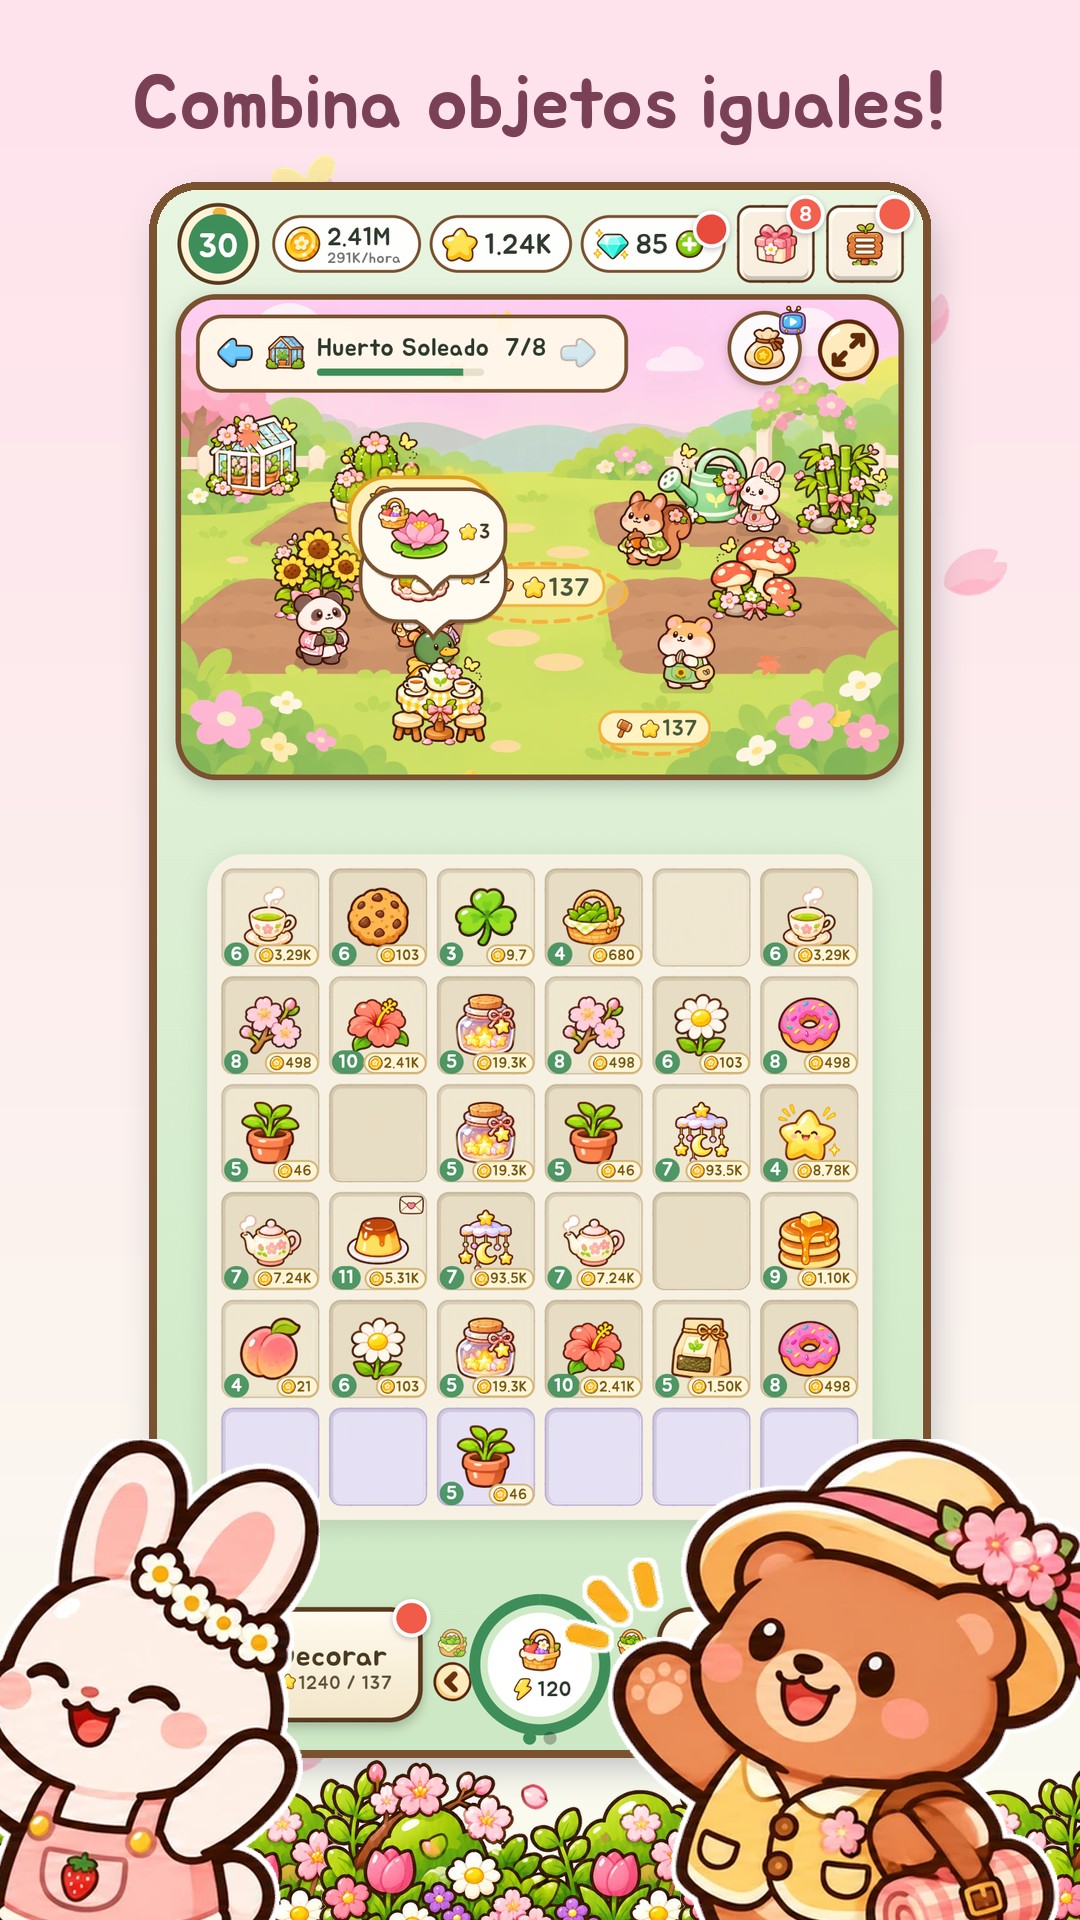 Combina objetos iguales!
30
2.41M
291K/hora
1.24K
85
8
Huerto Soleado 7/8
3
2
137
137
6 3.29K
6 103
3 9.7
4 680
6 3.29K
8 498
10 2.41K
5 19.3K
8 498
6 103
8 498
5 46
5 19.3K
5 46
7 93.5K
4 8.78K
7 7.24K
11 5.31K
7 93.5K
7 7.24K
9 1.10K
4 21
6 103
5 19.3K
10 2.41K
5 1.50K
8 498
5 46
ecorar
1240 / 137
120